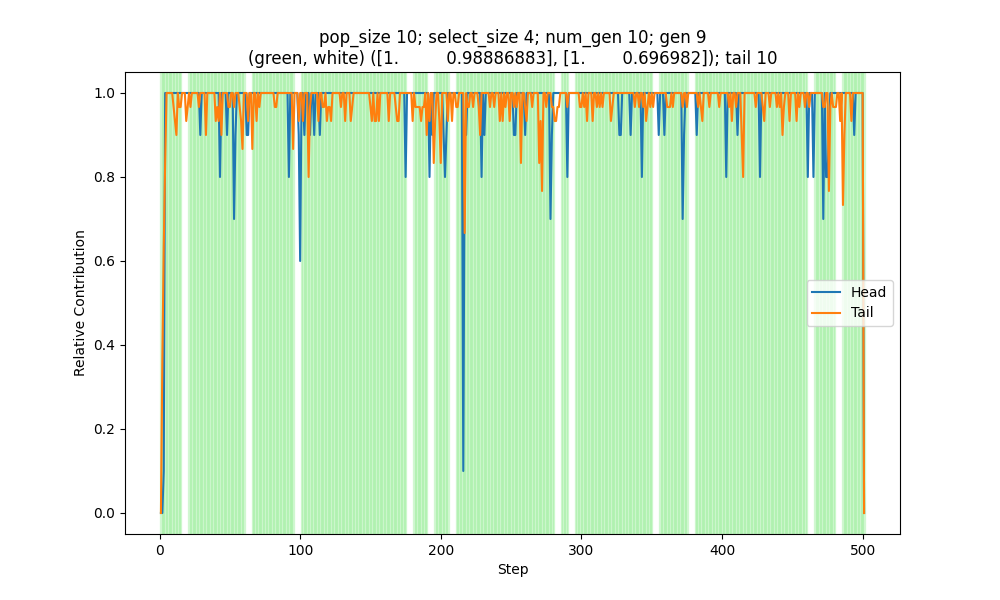 pop_size 10; select_size 4; num_gen 10; gen 9
(green, white) ([1. 0.98886883], [1. 0.696982]); tail 10
Relative Contribution
1.0
0.8
0.6
0.4
0.2
0.0
Head
Tail
0 100 200 300 400 500
Step